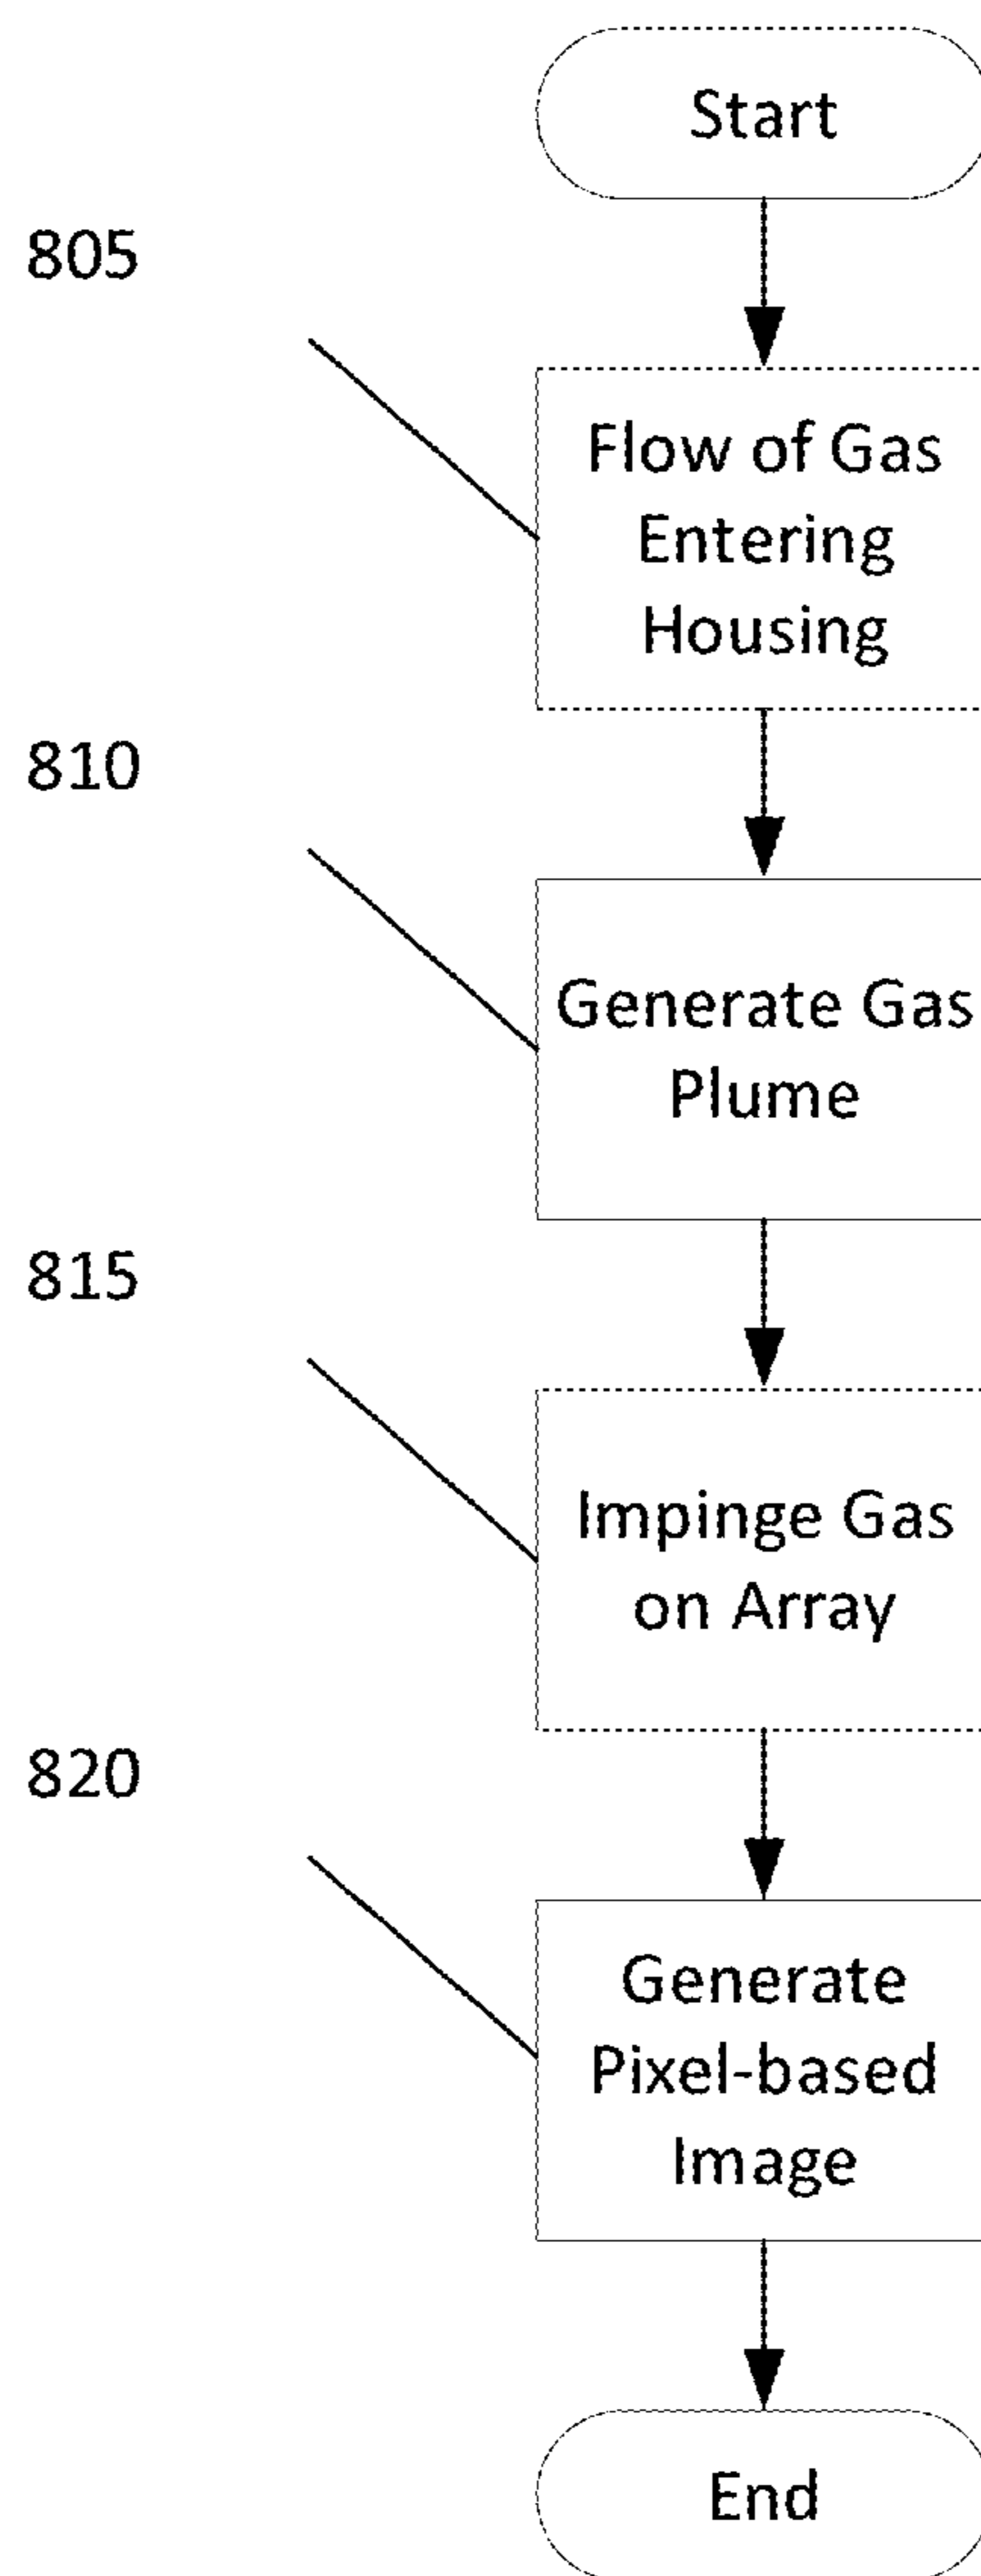 Start
805
Flow of Gas
Entering
Housing
810
Generate Gas
Plume
815
Impinge Gas
on Array
820
Generate
Pixel-based
Image
End